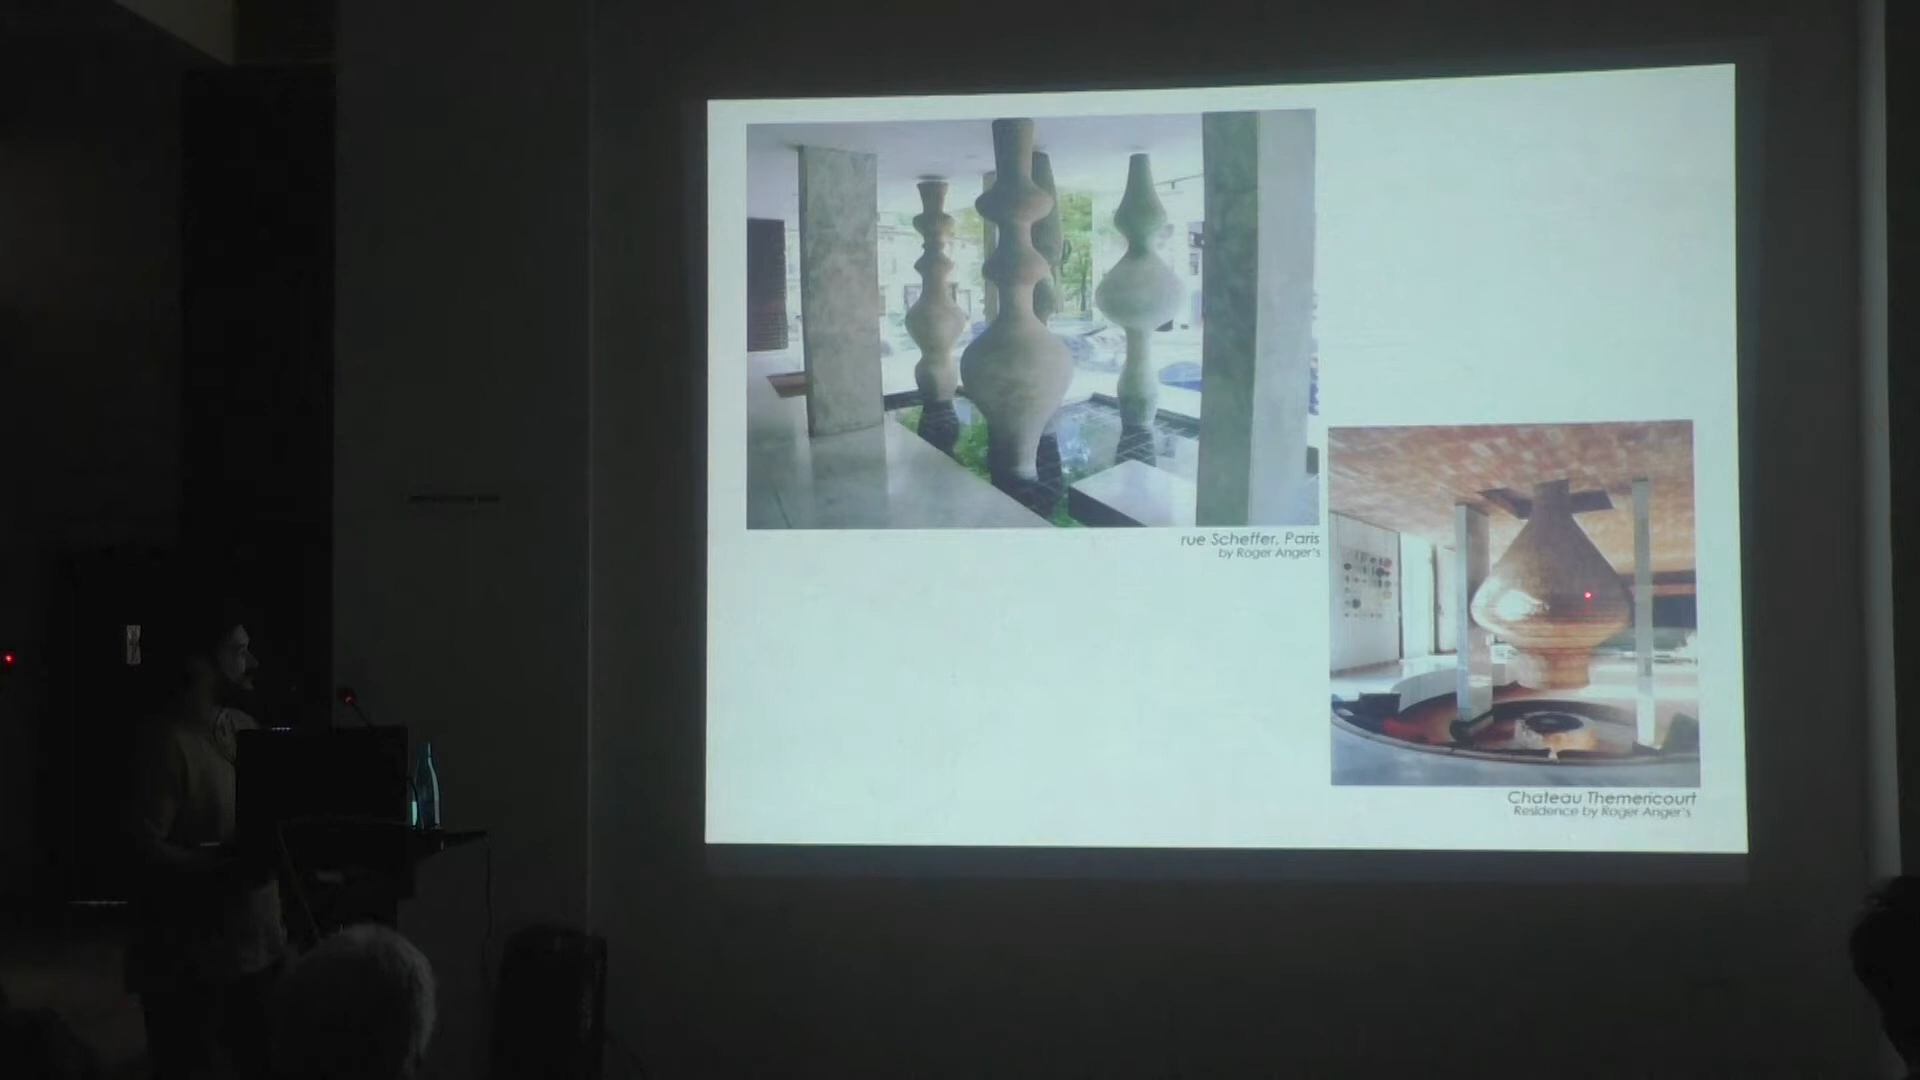 rue Scheffer, Paris
by Roger Anger's
Chateau Themericourt
Residence by Roger Anger's